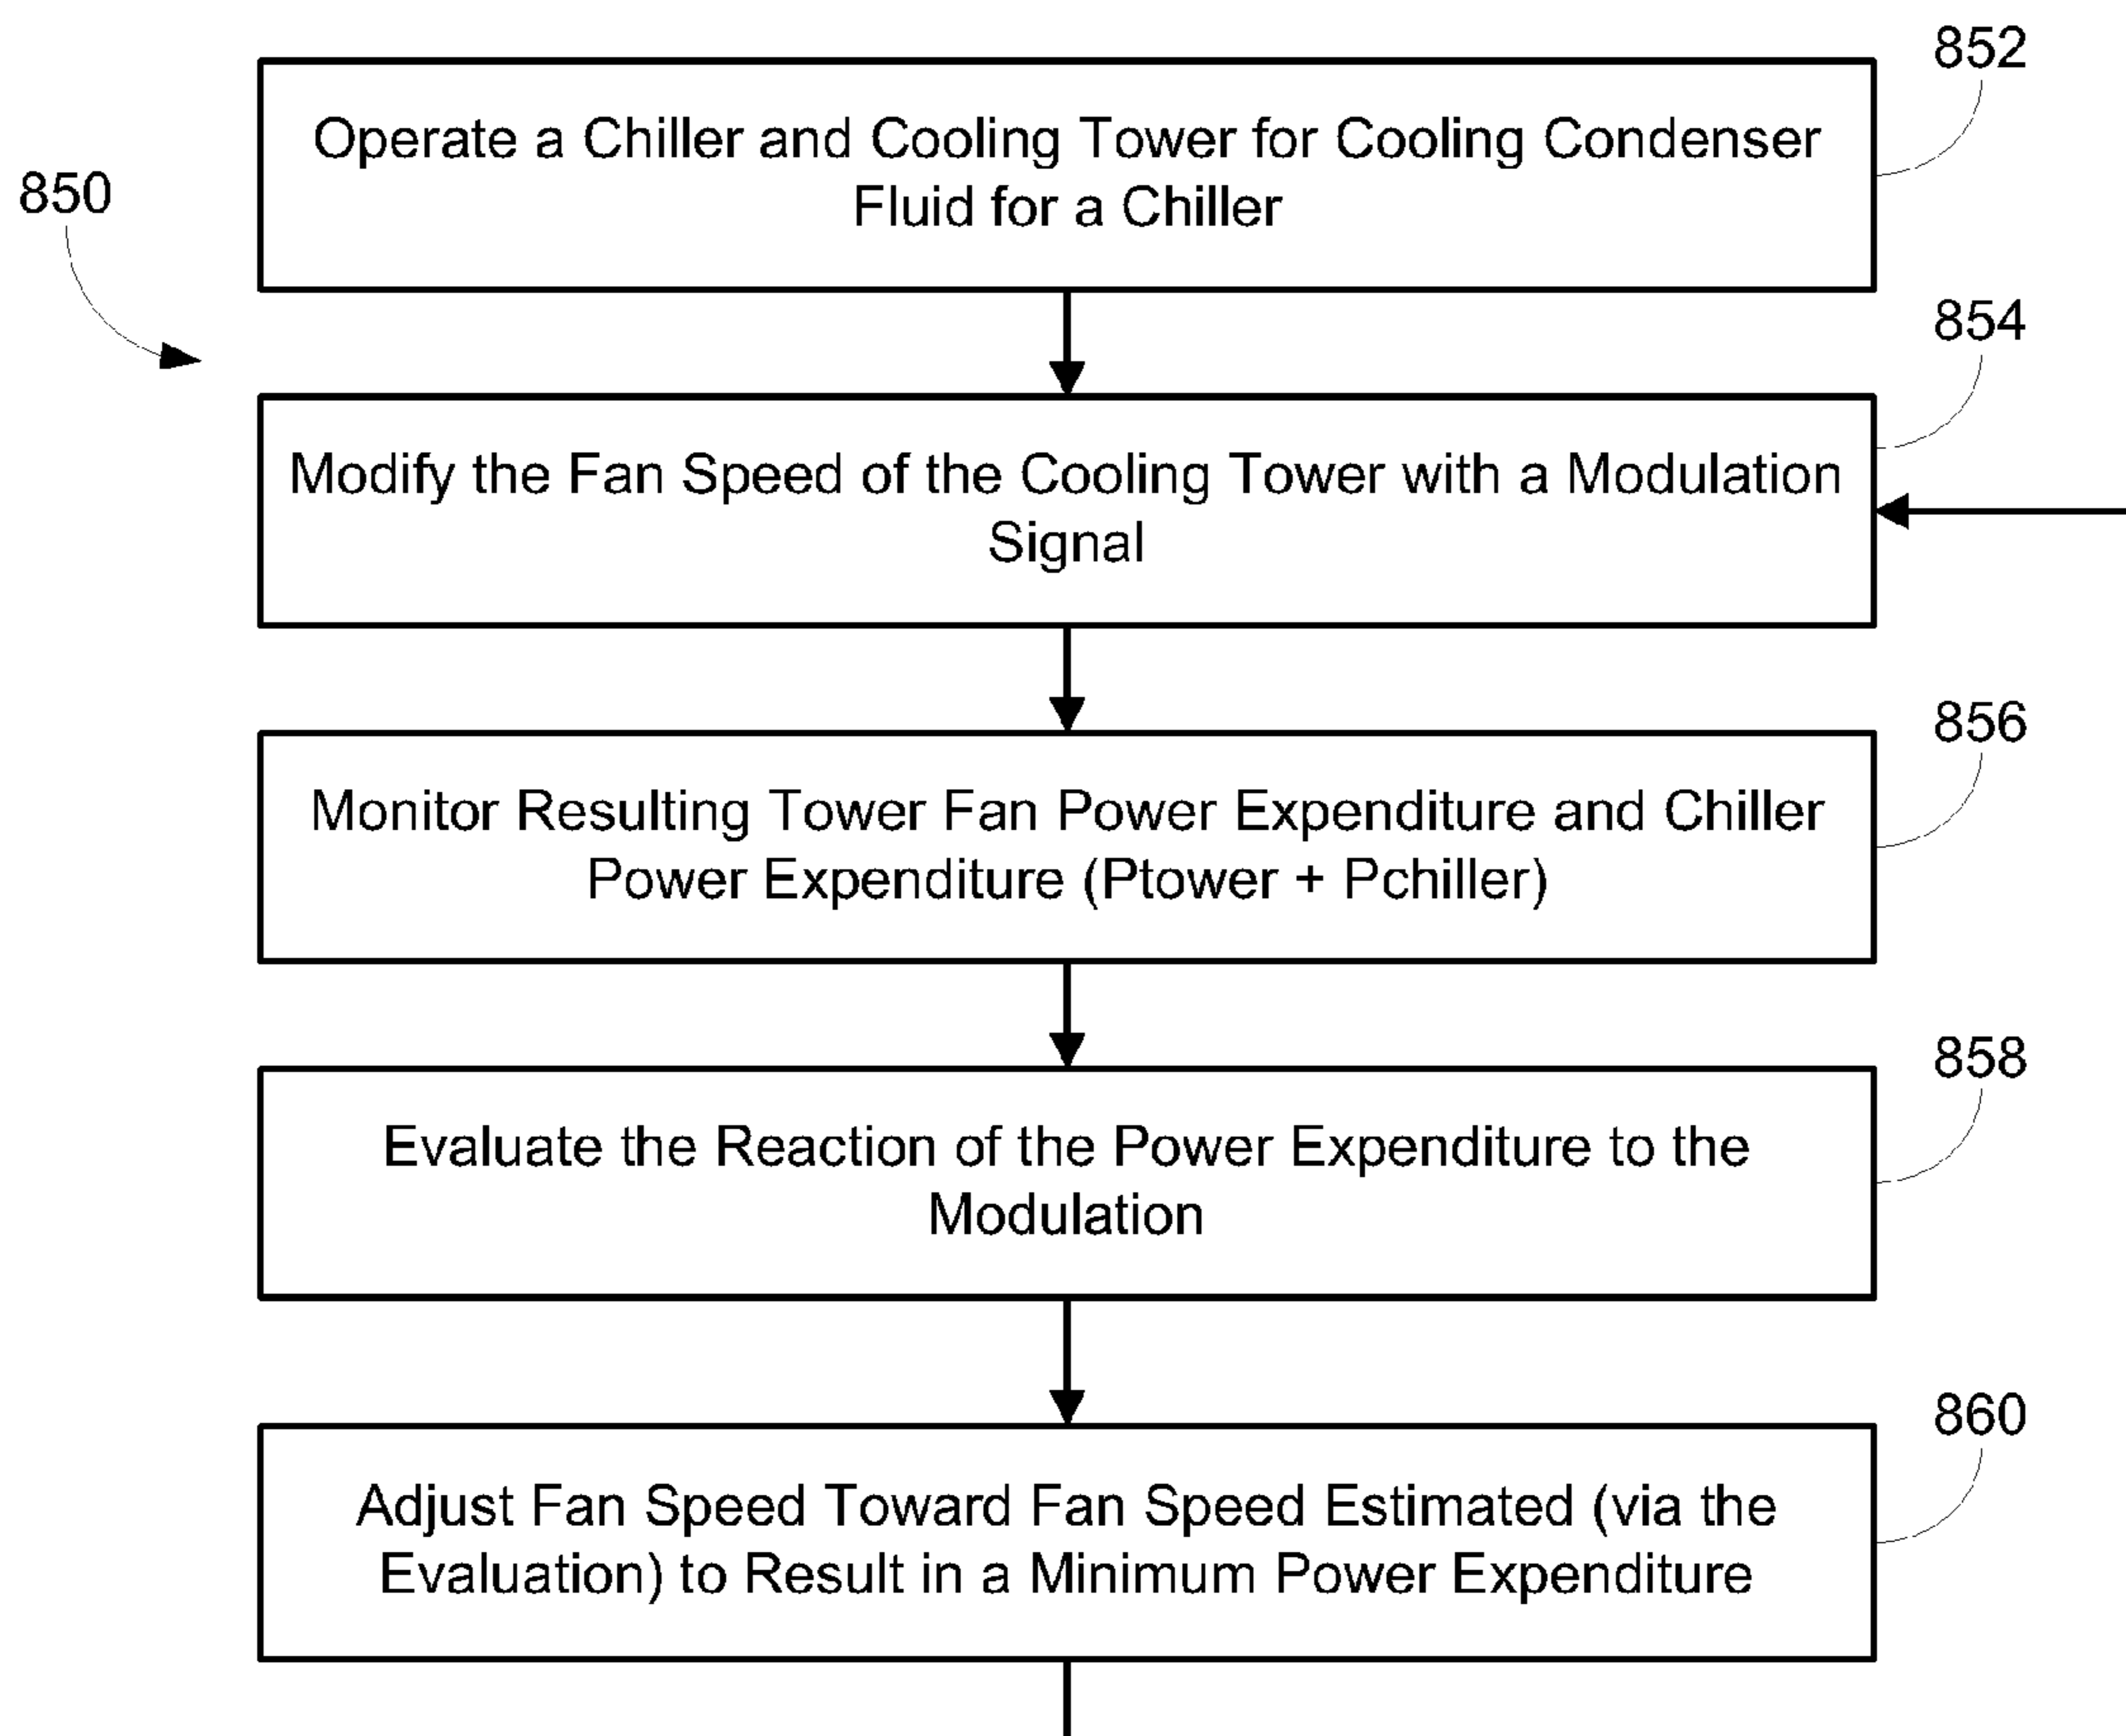 852
Operate a Chiller and Cooling Tower for Cooling Condenser
Fluid for a Chiller
850
854
Modify the Fan Speed of the Cooling Tower with a Modulation
Signal
856
Monitor Resulting Tower Fan Power Expenditure and Chiller
Power Expenditure (Ptower + Pchiller)
858
Evaluate the Reaction of the Power Expenditure to the
Modulation
860
Adjust Fan Speed Toward Fan Speed Estimated (via the
Evaluation) to Result in a Minimum Power Expenditure